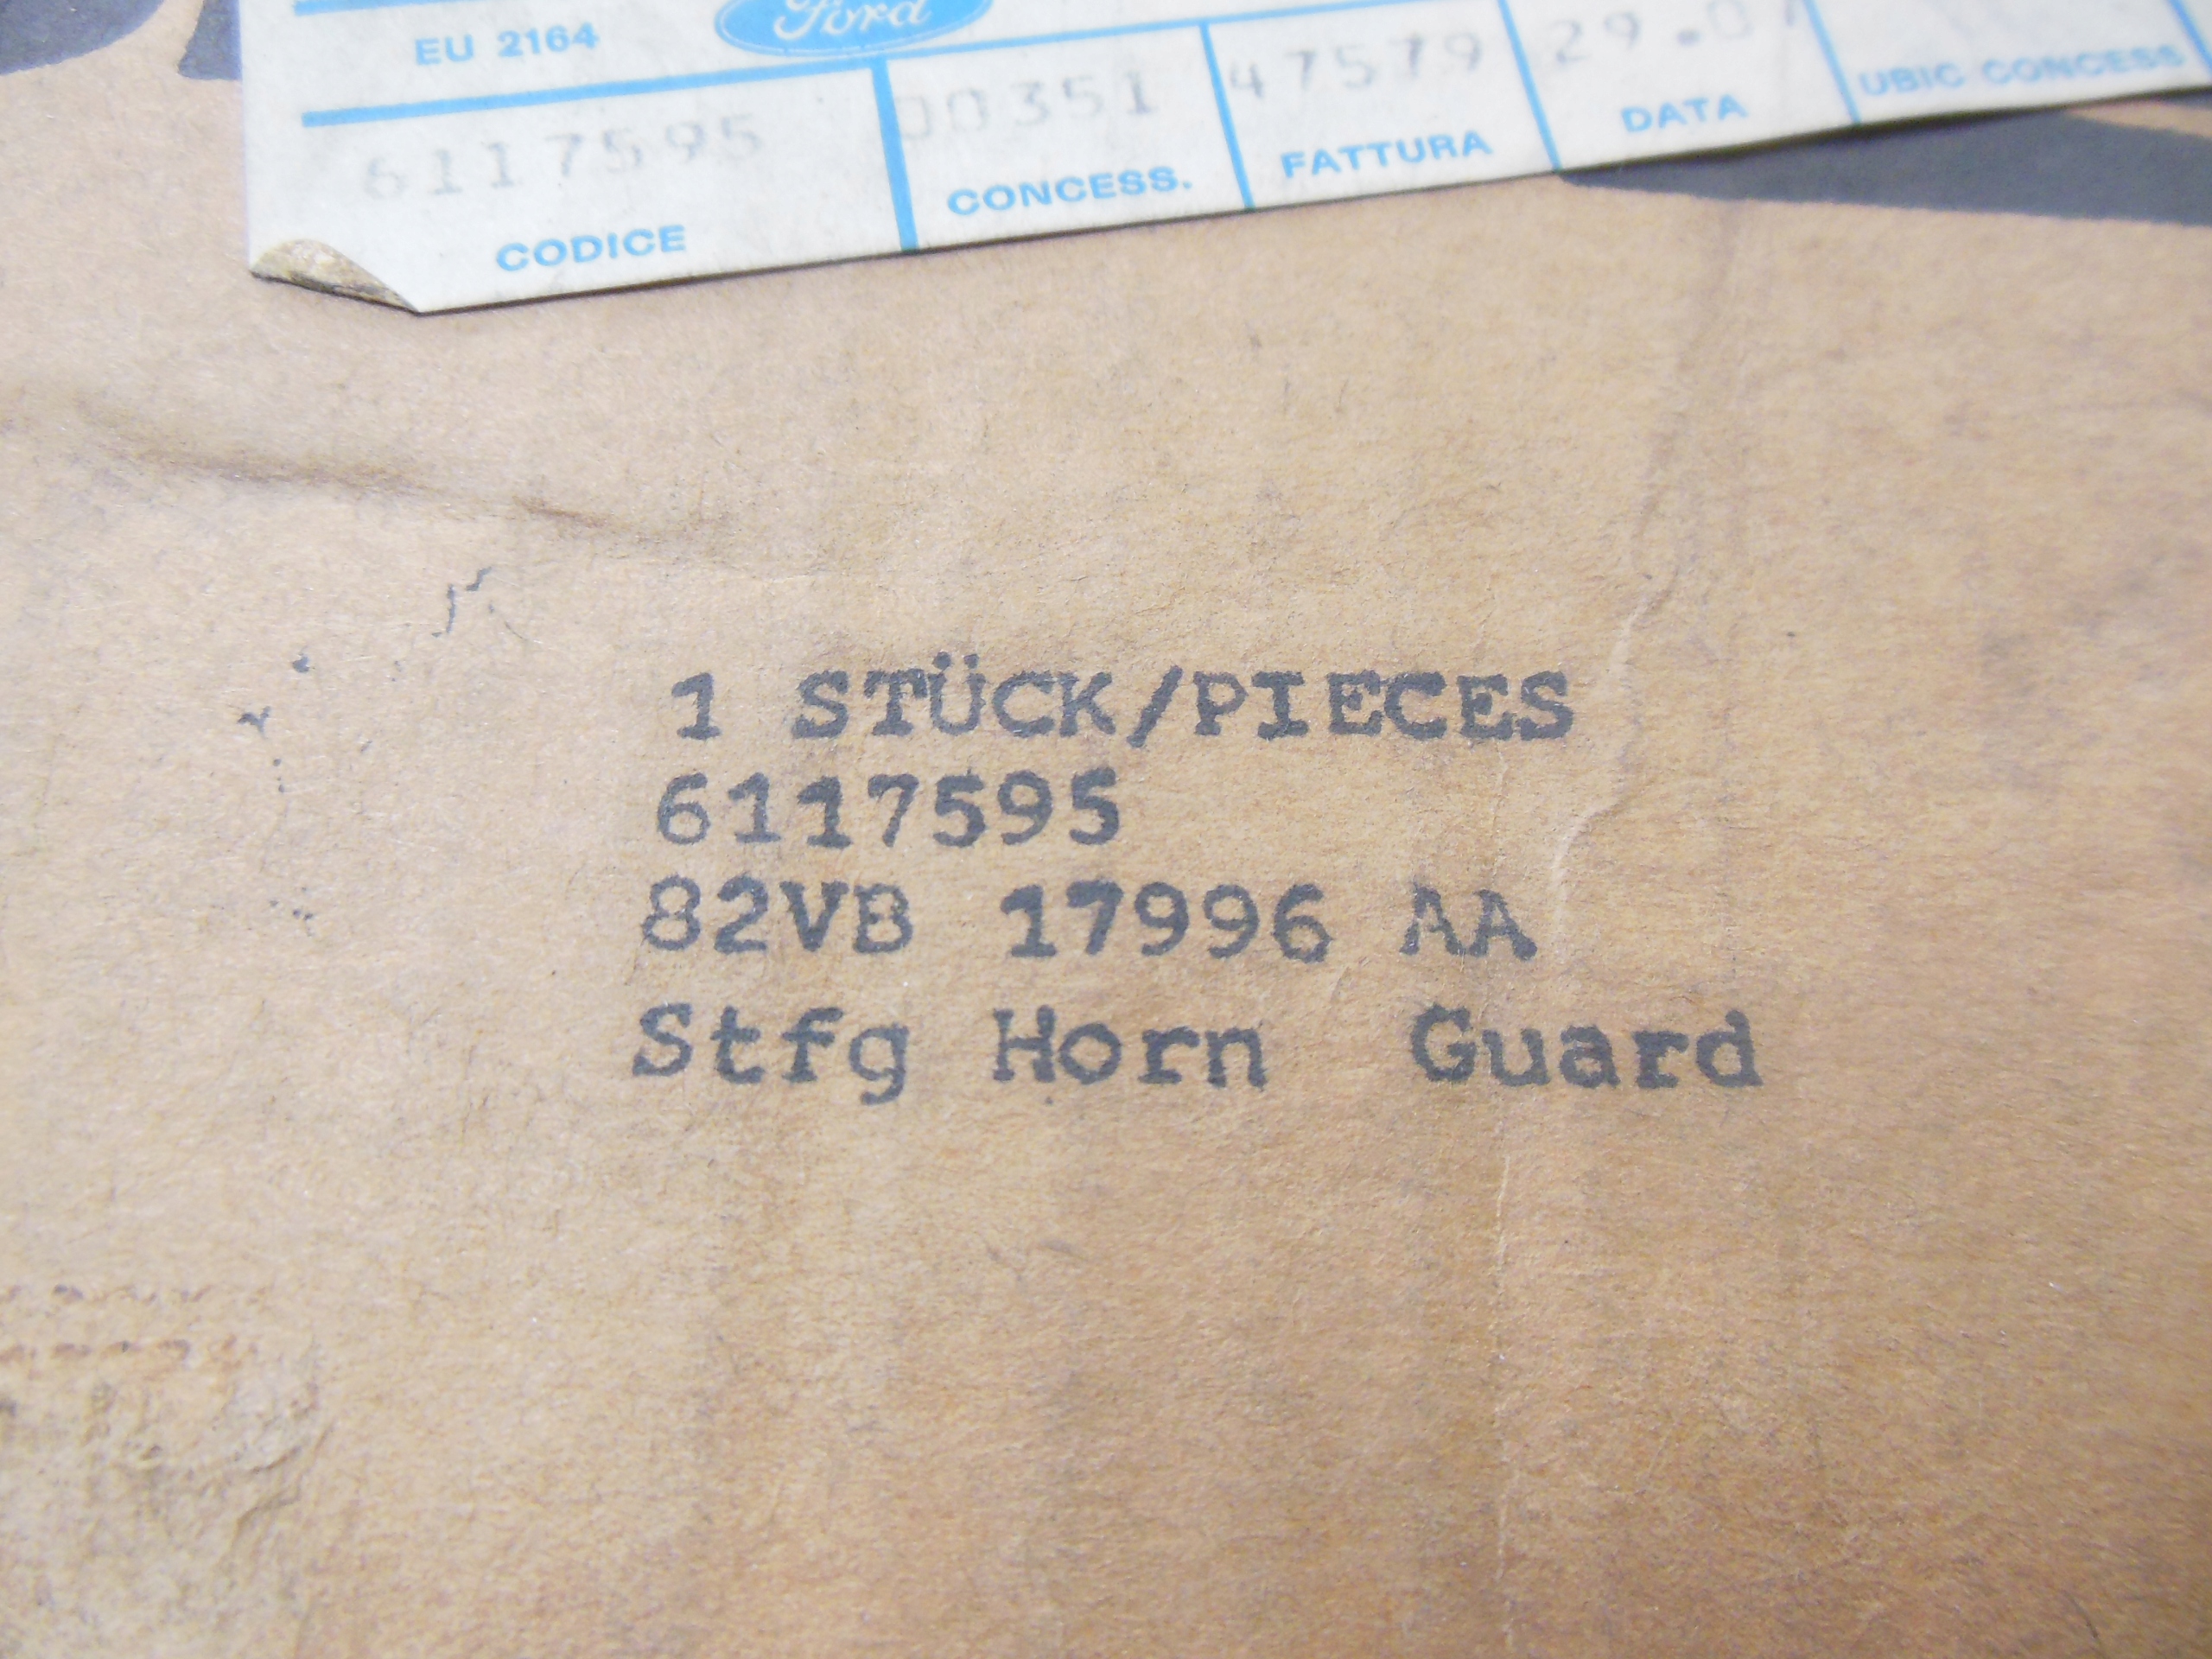 EU 2164 Ford
6117595 00351 47579 29.07
CODICE CONCESS. FATTURA DATA UBIC CONCESS
1 STÜCK/PIECES
6117595
82VB 17996 AA
Stfg Horn Guard